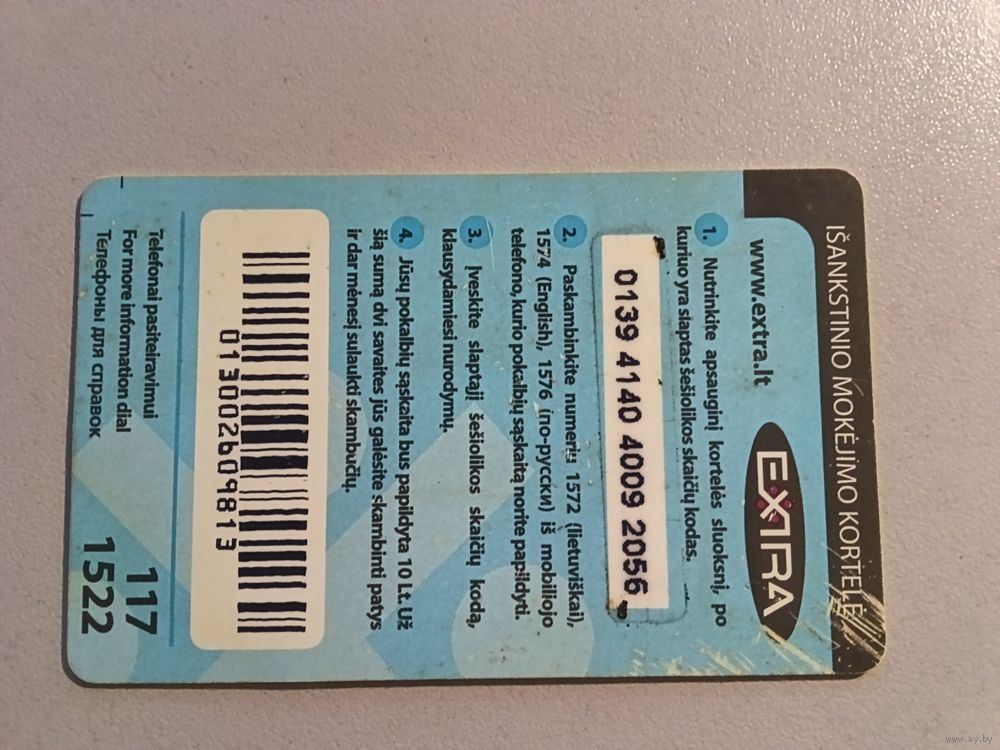 IŠANKSTINIO MOKĖJIMO KORTELĖ
www.extra.lt
EXTRA
1. Nutrinkite apsauginį kortelės sluoksnį, po
kuriuo yra slaptas šešiolikos skaičių kodas.
0139 4140 4009 2056
2. Paskambinkite numeriu 1572 (lietuviškai),
1574 (English), 1576 (по-русски) iš mobiliojo
telefono, kurio pokalbių sąskaitą norite papildyti.
3. Įveskite slaptąjį šešiolikos skaičių kodą,
klausydamiesi nurodymų.
4. Jūsų pokalbių sąskaita bus papildyta 10 Lt. Už
šią sumą dvi savaites jūs galėsite skambinti patys
ir dar mėnesį sulaukti skambučių.
013002609813
Telefonai pasiteiravimui 117
For more information dial 1522
Телефоны для справок
www.ay.by